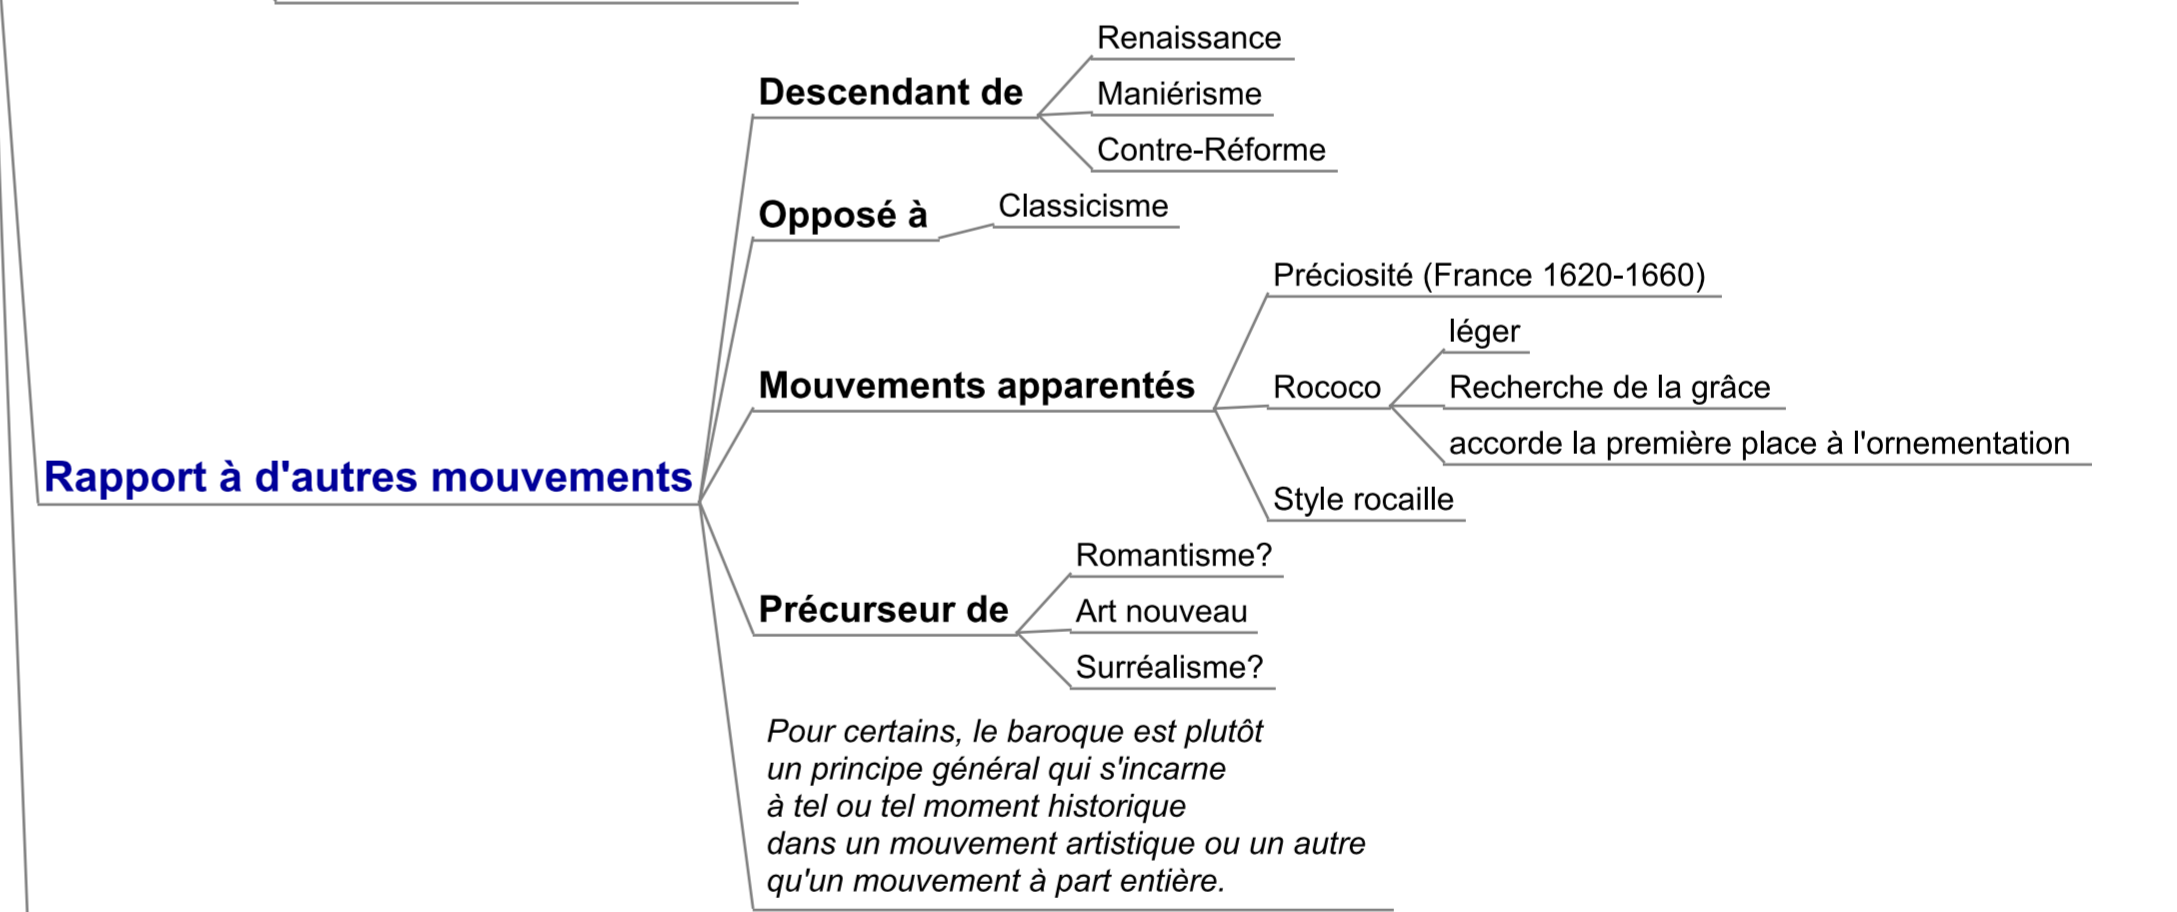 Renaissance
Descendant de
Maniérisme
Contre-Réforme
Opposé à
Classicisme
Préciosité (France 1620-1660)
léger
Mouvements apparentés
Rococo
Recherche de la grâce
accorde la première place à l'ornementation
Rapport à d'autres mouvements
Style rocaille
Romantisme?
Précurseur de
Art nouveau
Surréalisme?
Pour certains, le baroque est plutôt
un principe général qui s'incarne
à tel ou tel moment historique
dans un mouvement artistique ou un autre
qu'un mouvement à part entière.